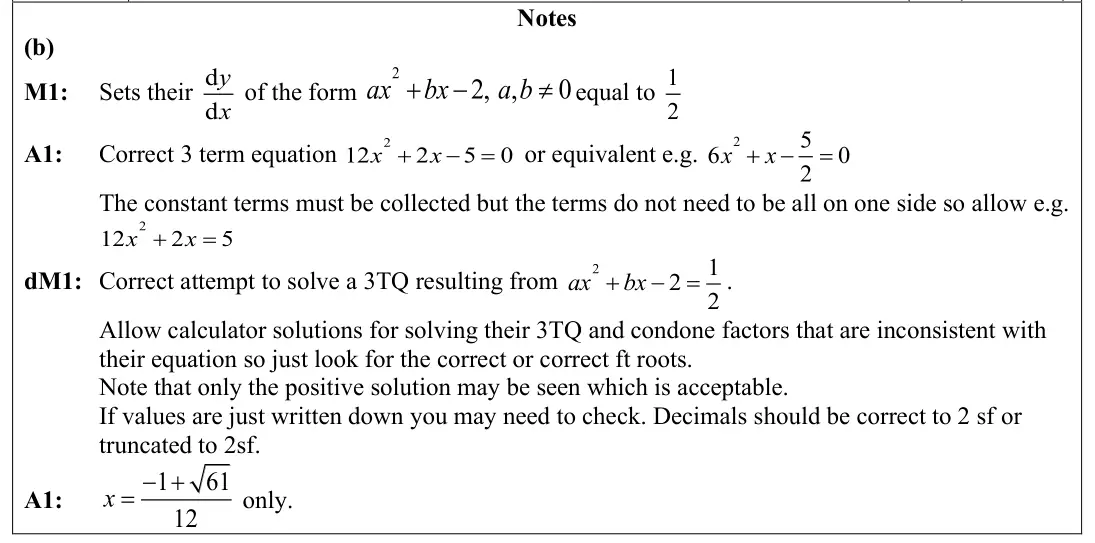 Notes
(b)
M1: Sets their dy/dx of the form ax² + bx − 2, a,b ≠ 0 equal to 1/2
A1: Correct 3 term equation 12x² + 2x − 5 = 0 or equivalent e.g. 6x² + x − 5/2 = 0
The constant terms must be collected but the terms do not need to be all on one side so allow e.g.
12x² + 2x = 5
dM1: Correct attempt to solve a 3TQ resulting from ax² + bx − 2 = 1/2 .
Allow calculator solutions for solving their 3TQ and condone factors that are inconsistent with
their equation so just look for the correct or correct ft roots.
Note that only the positive solution may be seen which is acceptable.
If values are just written down you may need to check. Decimals should be correct to 2 sf or
truncated to 2sf.
A1: x = (−1 + √61)/12 only.